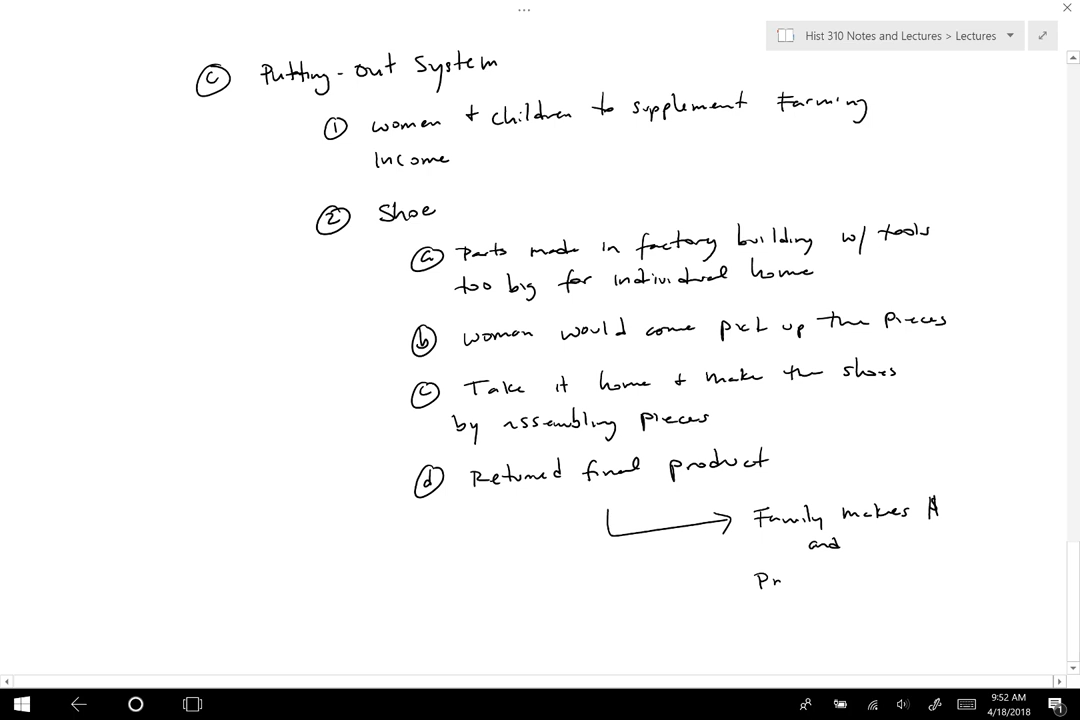 ...
Hist 310 Notes and Lectures > Lectures
C Putting-out System
1 women + children to supplement Farming
Income
2 Shoe
a Parts made in factory building w/ tools
too big for individual home
b women would come pick up the pieces
c Take it home + make the shoes
by assembling pieces
d Returned final product
Family makes $
and
Pr
9:52 AM
4/18/2018
1